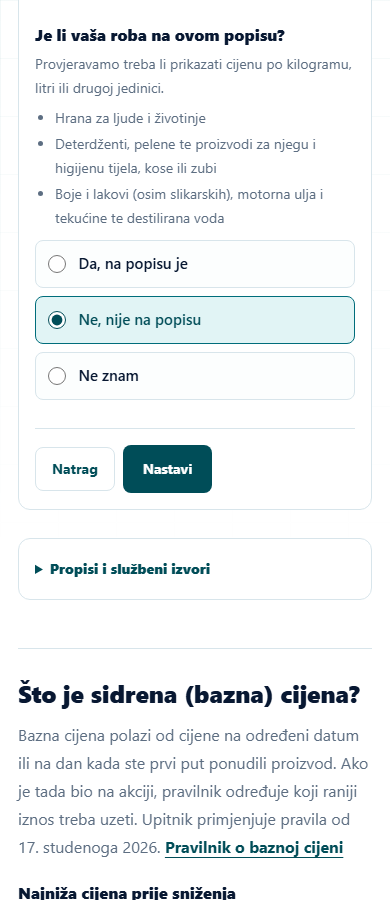 Je li vaša roba na ovom popisu?
Provjeravamo treba li prikazati cijenu po kilogramu,
litri ili drugoj jedinici.
Hrana za ljude i životinje
Deterdženti, pelene te proizvodi za njegu i
higijenu tijela, kose ili zubi
Boje i lakovi (osim slikarskih), motorna ulja i
tekućine te destilirana voda
Da, na popisu je
Ne, nije na popisu
Ne znam
Natrag Nastavi
Propisi i službeni izvori
Što je sidrena (bazna) cijena?
Bazna cijena polazi od cijene na određeni datum
ili na dan kada ste prvi put ponudili proizvod. Ako
je tada bio na akciji, pravilnik određuje koji raniji
iznos treba uzeti. Upitnik primjenjuje pravila od
17. studenoga 2026. Pravilnik o baznoj cijeni
Najniža cijena prije sniženja